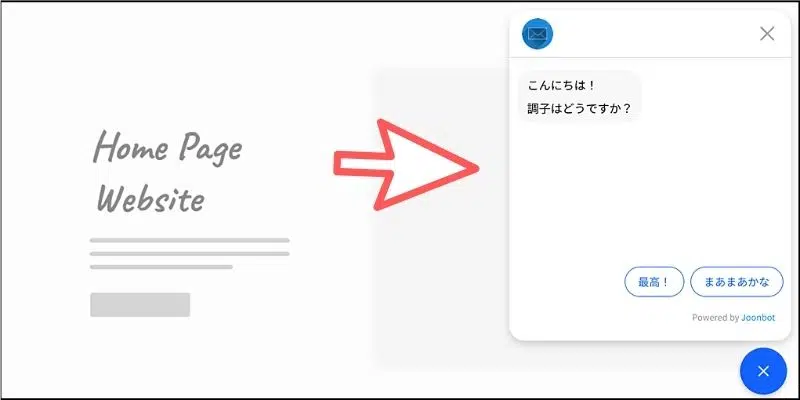 Home Page
Website
こんにちは！
調子はどうですか？
最高！
まあまあかな
Powered by Joonbot